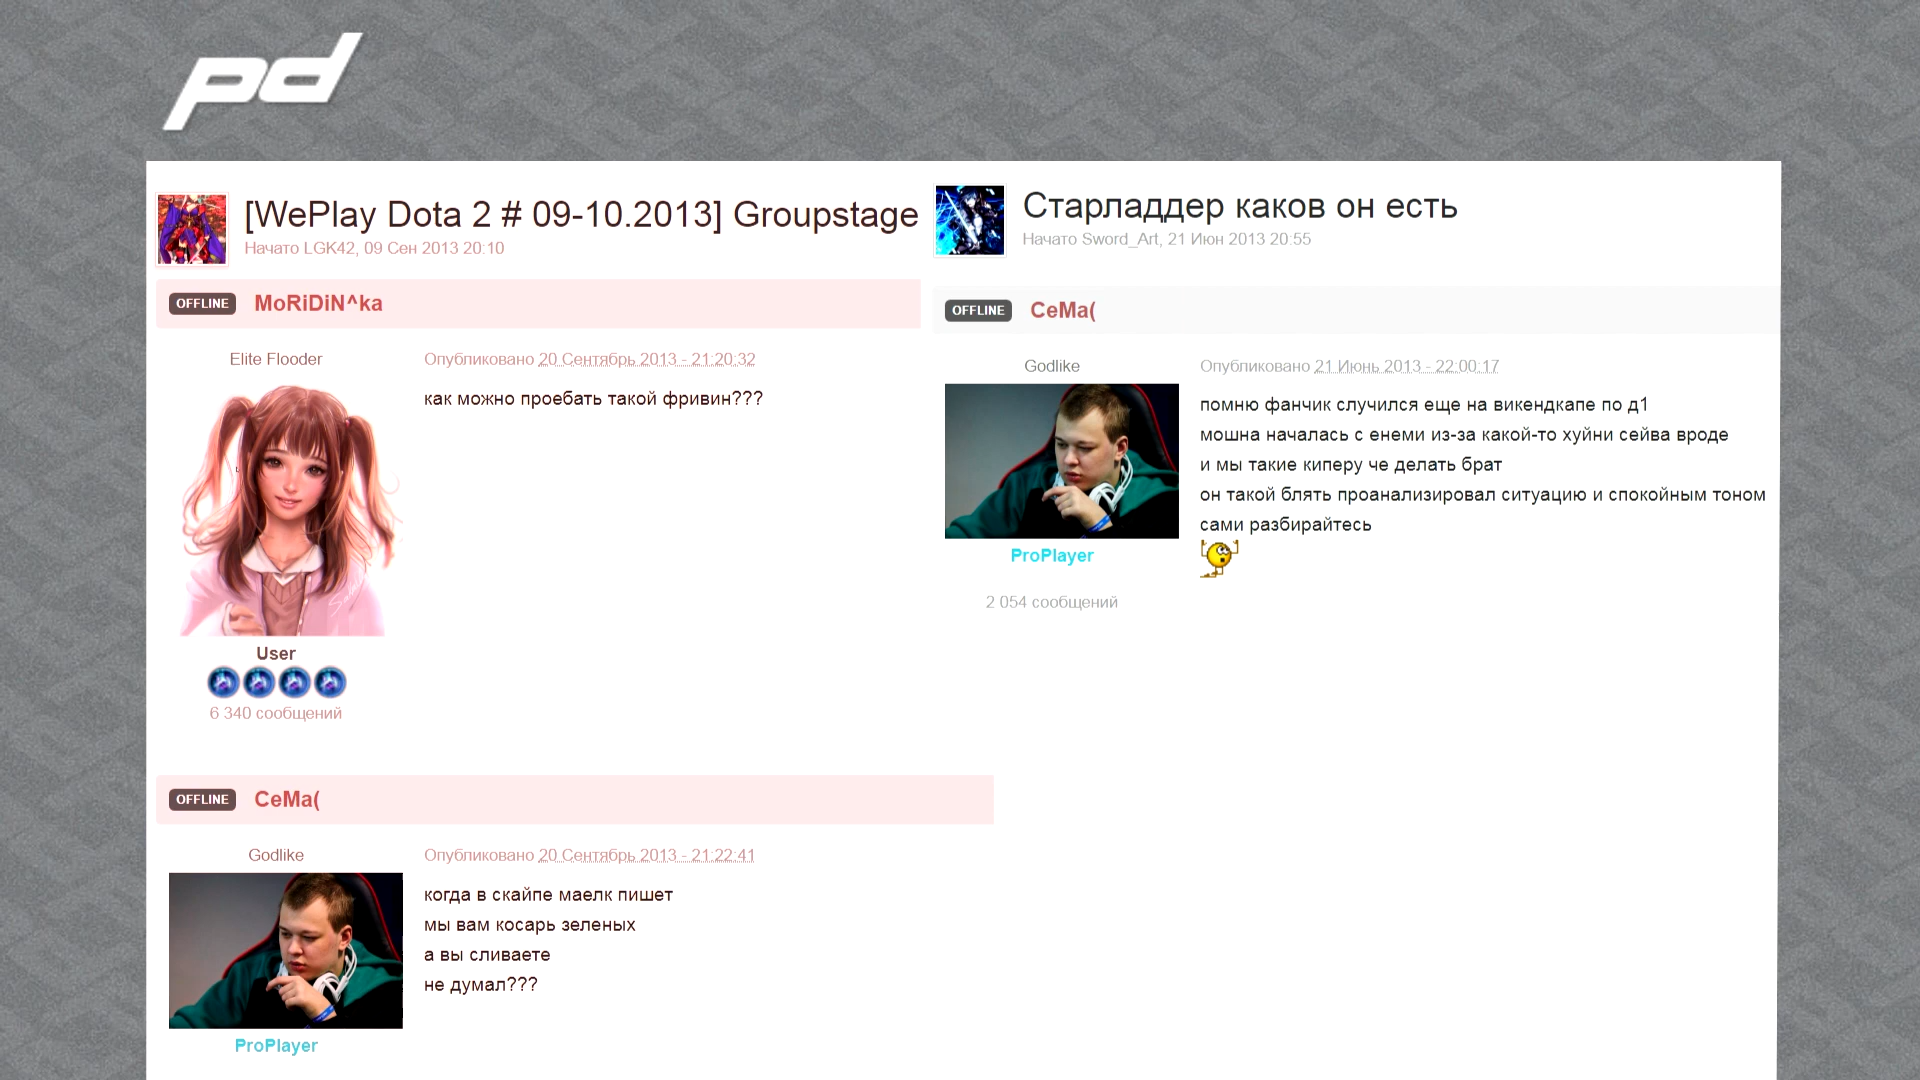 pd
[WePlay Dota 2 # 09-10.2013] Groupstage
Начато LGK42, 09 Сен 2013 20:10
OFFLINE MoRiDiN^ka
Elite Flooder
Опубликовано 20 Сентябрь 2013 - 21:20:32
как можно проебать такой фривин???
User
6 340 сообщений
OFFLINE CeMa(
Godlike
Опубликовано 20 Сентябрь 2013 - 21:22:41
когда в скайпе маелк пишет
мы вам косарь зеленых
а вы сливаете
не думал???
ProPlayer
Старладдер каков он есть
Начато Sword_Art, 21 Июн 2013 20:55
OFFLINE CeMa(
Godlike
Опубликовано 21 Июнь 2013 - 22:00:17
помню фанчик случился еще на викендкапе по д1
мошна началась с енеми из-за какой-то хуйни сейва вроде
и мы такие киперу че делать брат
он такой блять проанализировал ситуацию и спокойным тоном
сами разбирайтесь
ProPlayer
2 054 сообщений